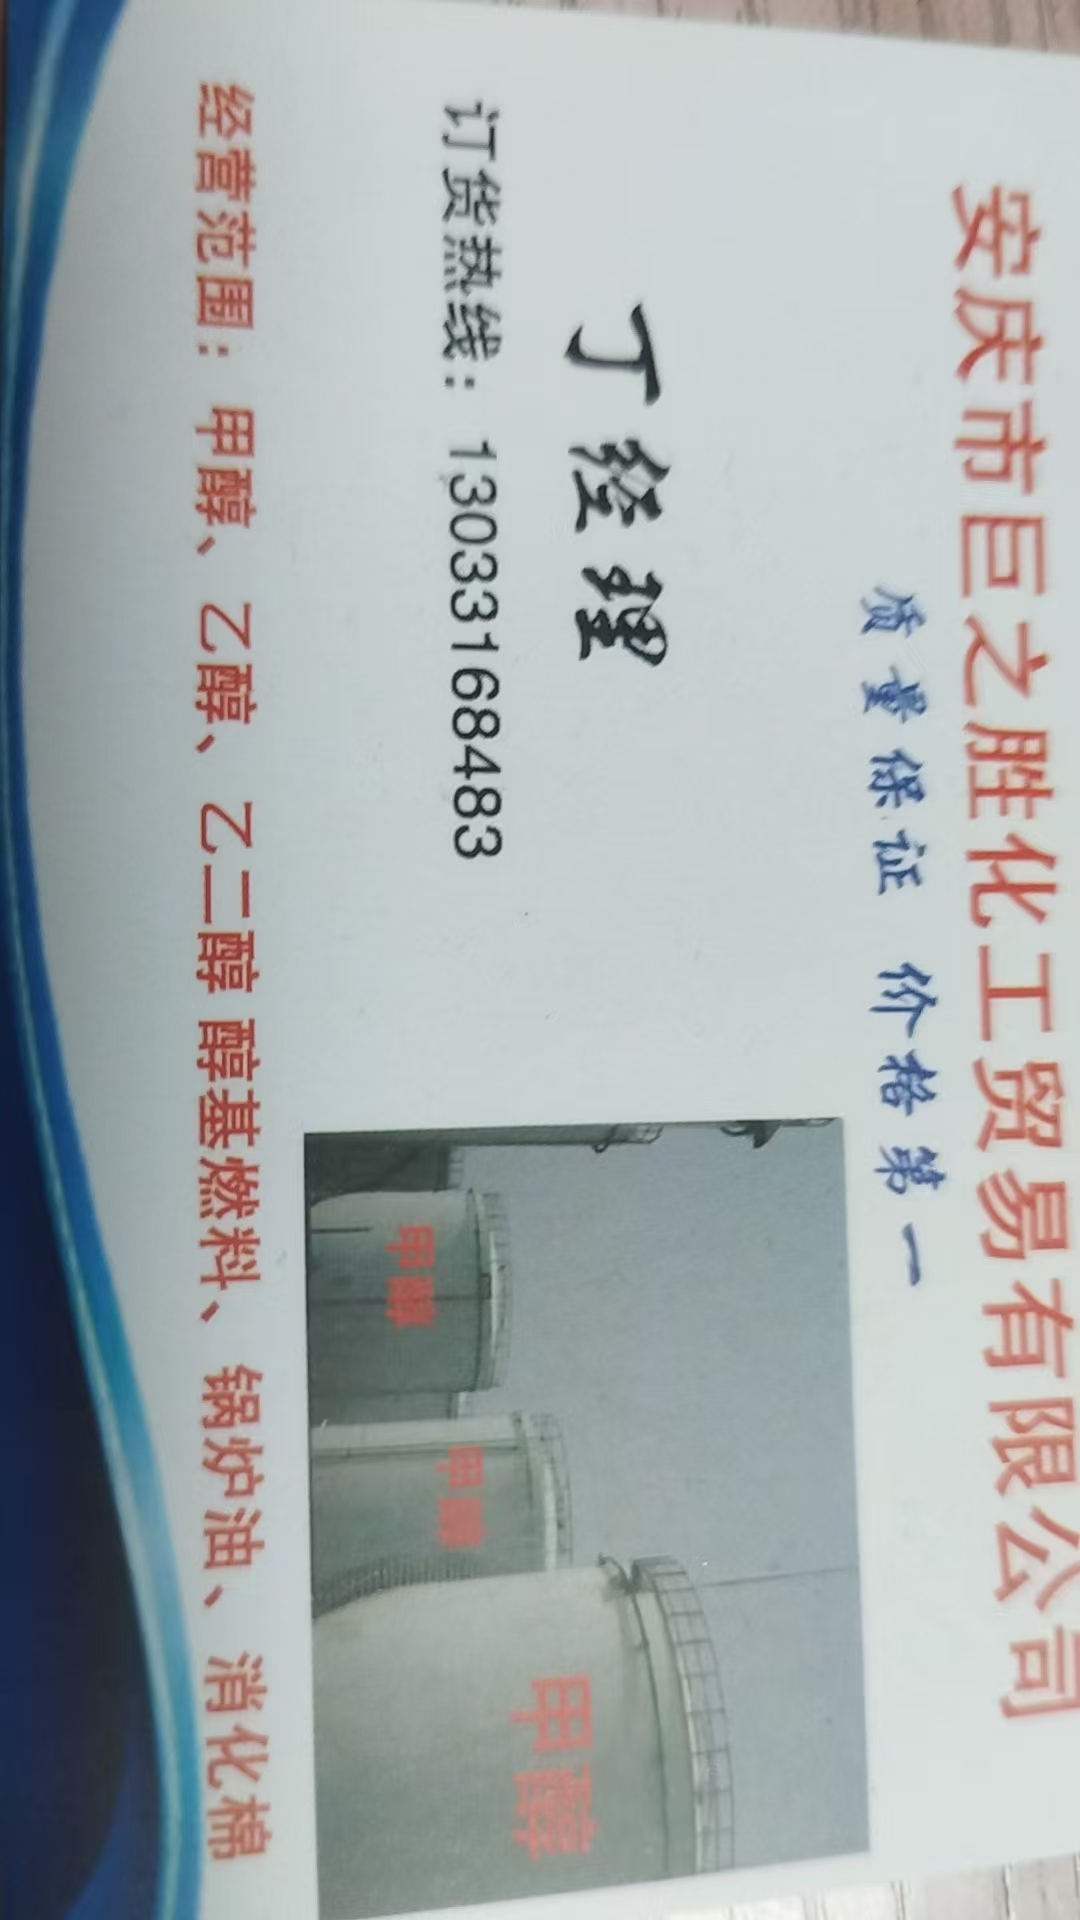 安庆市巨之胜化工贸易有限公司
质量保证 价格第一
丁经理
订货热线：13033168483
甲醇
甲醇
甲醇
经营范围：甲醇、乙醇、乙二醇 醇基燃料、锅炉油、消化棉